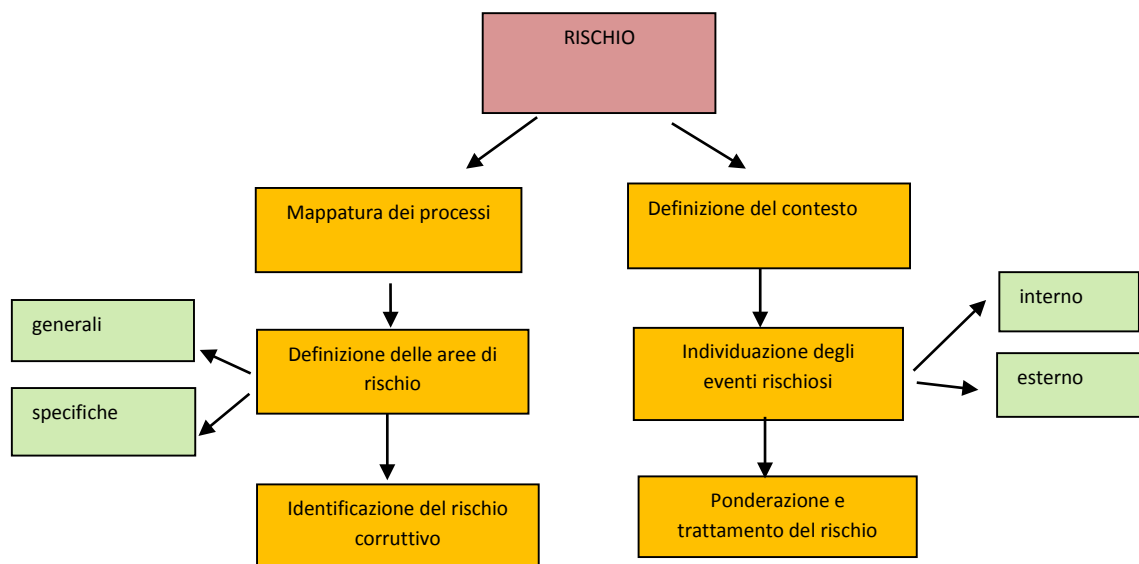 RISCHIO
Mappatura dei processi
Definizione del contesto
generali
Definizione delle aree di
rischio
specifiche
Individuazione degli
eventi rischiosi
interno
esterno
Identificazione del rischio
corruttivo
Ponderazione e
trattamento del rischio